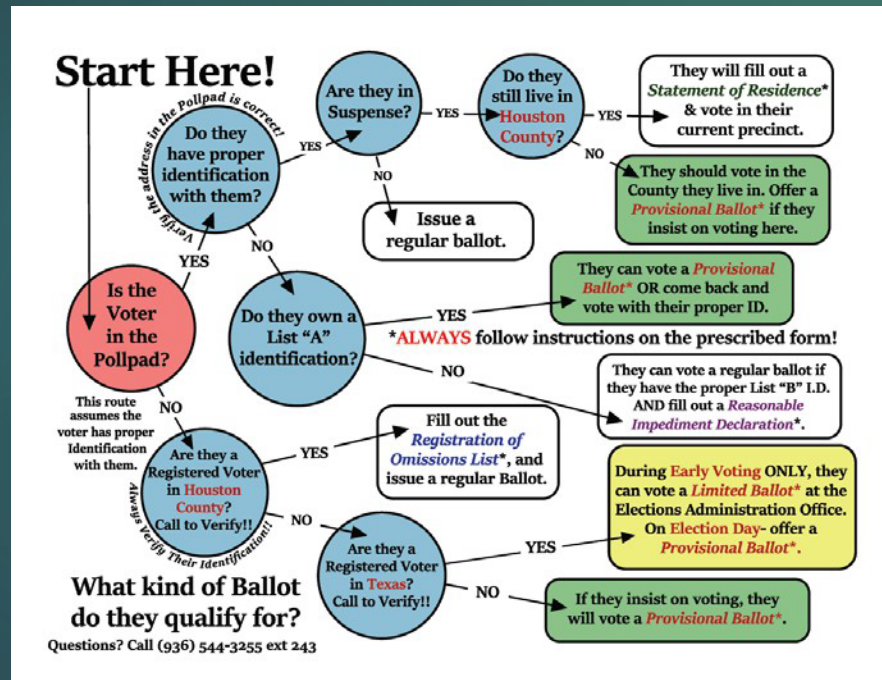 Start Here!
Verify the address in the Pollpad is correct!
Do they
have proper
identification
with them?
YES
Are they in
Suspense?
YES
Do they
still live in
Houston
County?
YES
They will fill out a
Statement of Residence*
& vote in their
current precinct.
NO
They should vote in the
County they live in. Offer a
Provisional Ballot* if they
insist on voting here.
NO
Issue a
regular ballot.
YES
Is the
Voter
in the
Pollpad?
NO
Do they own a
List "A"
identification?
YES
They can vote a Provisional
Ballot* OR come back and
vote with their proper ID.
*ALWAYS follow instructions on the prescribed form!
NO
They can vote a regular ballot if
they have the proper List "B" I.D.
AND fill out a Reasonable
Impediment Declaration*.
This route
assumes the
voter has proper
Identification
with them.
NO
Are they a
Registered Voter
in Houston
County?
Call to Verify!!
Always Verify Their Identification!!
YES
Fill out the
Registration of
Omissions List*, and
issue a regular Ballot.
NO
Are they a
Registered Voter
in Texas?
Call to Verify!!
YES
During Early Voting ONLY, they
can vote a Limited Ballot* at the
Elections Administration Office.
On Election Day- offer a
Provisional Ballot*.
NO
If they insist on voting, they
will vote a Provisional Ballot*.
What kind of Ballot
do they qualify for?
Questions? Call (936) 544-3255 ext 243